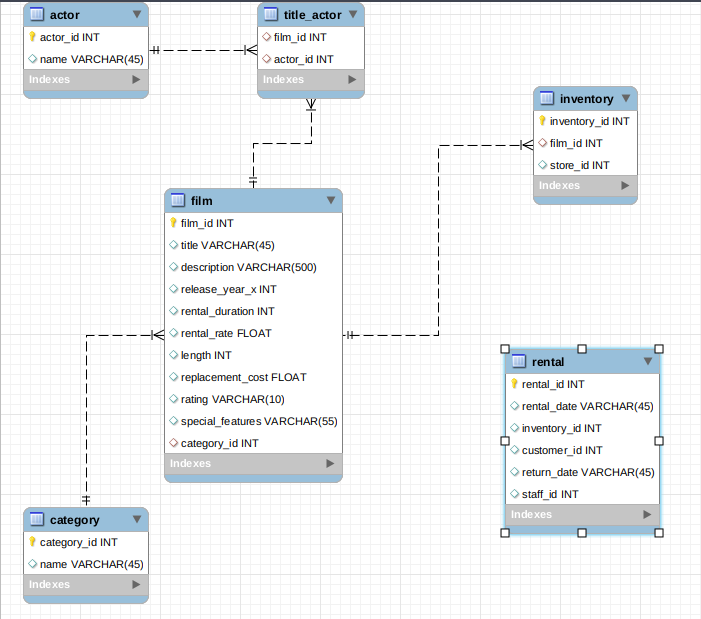 actor
actor_id INT
name VARCHAR(45)
Indexes
title_actor
film_id INT
actor_id INT
Indexes
inventory
inventory_id INT
film_id INT
store_id INT
Indexes
film
film_id INT
title VARCHAR(45)
description VARCHAR(500)
release_year_x INT
rental_duration INT
rental_rate FLOAT
length INT
replacement_cost FLOAT
rating VARCHAR(10)
special_features VARCHAR(55)
category_id INT
Indexes
rental
rental_id INT
rental_date VARCHAR(45)
inventory_id INT
customer_id INT
return_date VARCHAR(45)
staff_id INT
Indexes
category
category_id INT
name VARCHAR(45)
Indexes